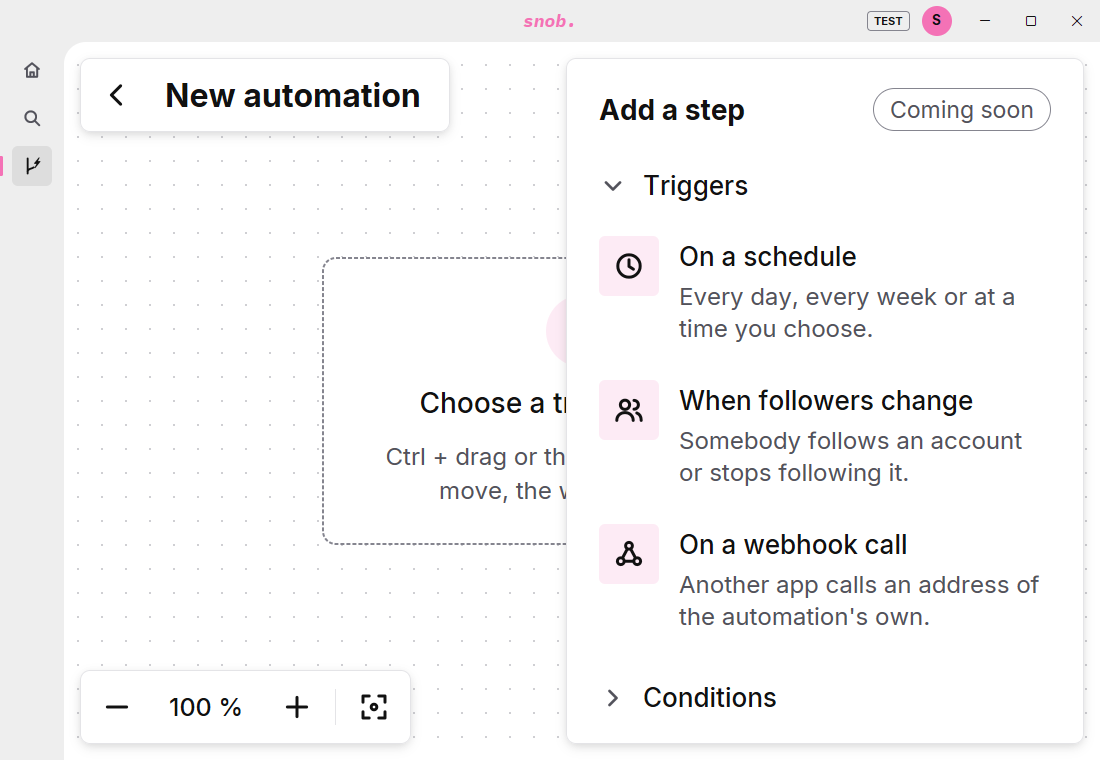 snob.
TEST
S
New automation
Choose a tr
Ctrl + drag or th
move, the w
100 %
Add a step
Coming soon
Triggers
On a schedule
Every day, every week or at a
time you choose.
When followers change
Somebody follows an account
or stops following it.
On a webhook call
Another app calls an address of
the automation's own.
Conditions